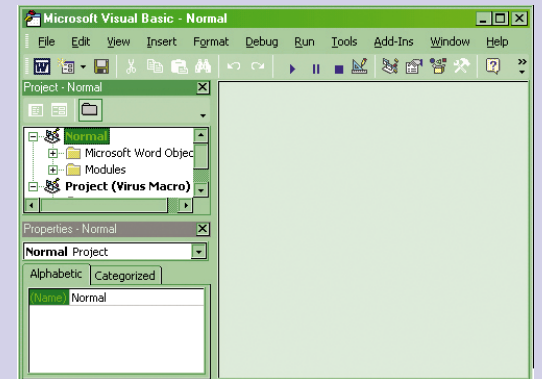 Microsoft Visual Basic - Normal
File Edit View Insert Format Debug Run Tools Add-Ins Window Help
Project - Normal
Normal
Microsoft Word Objec
Modules
Project (Virus Macro)
Properties - Normal
Normal Project
Alphabetic Categorized
(Name) Normal